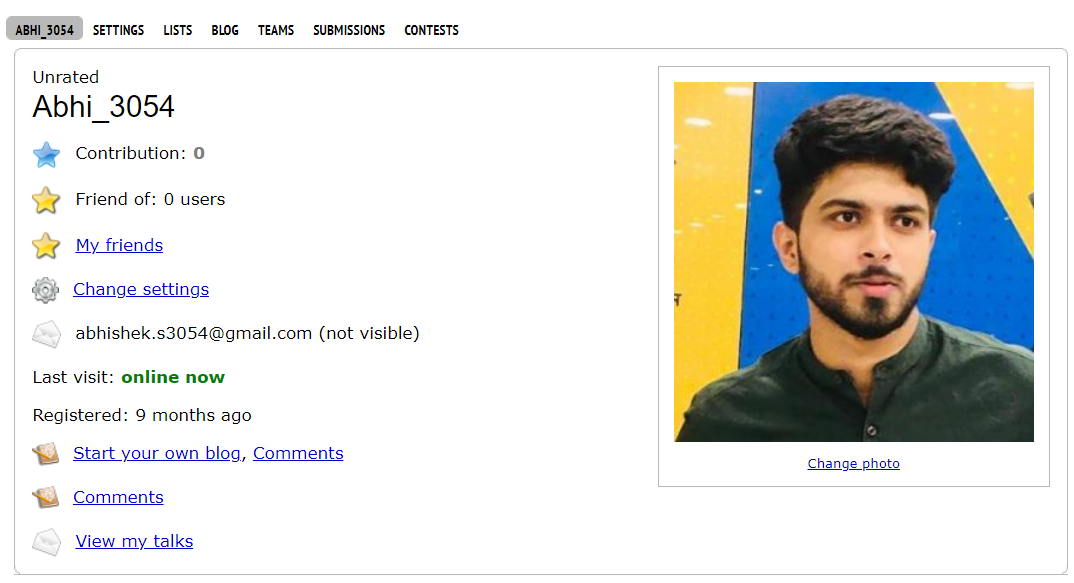 ABHI_3054 SETTINGS LISTS BLOG TEAMS SUBMISSIONS CONTESTS
Unrated
Abhi_3054
Contribution: 0
Friend of: 0 users
My friends
Change settings
abhishek.s3054@gmail.com (not visible)
Last visit: online now
Registered: 9 months ago
Start your own blog, Comments
Comments
View my talks
Change photo